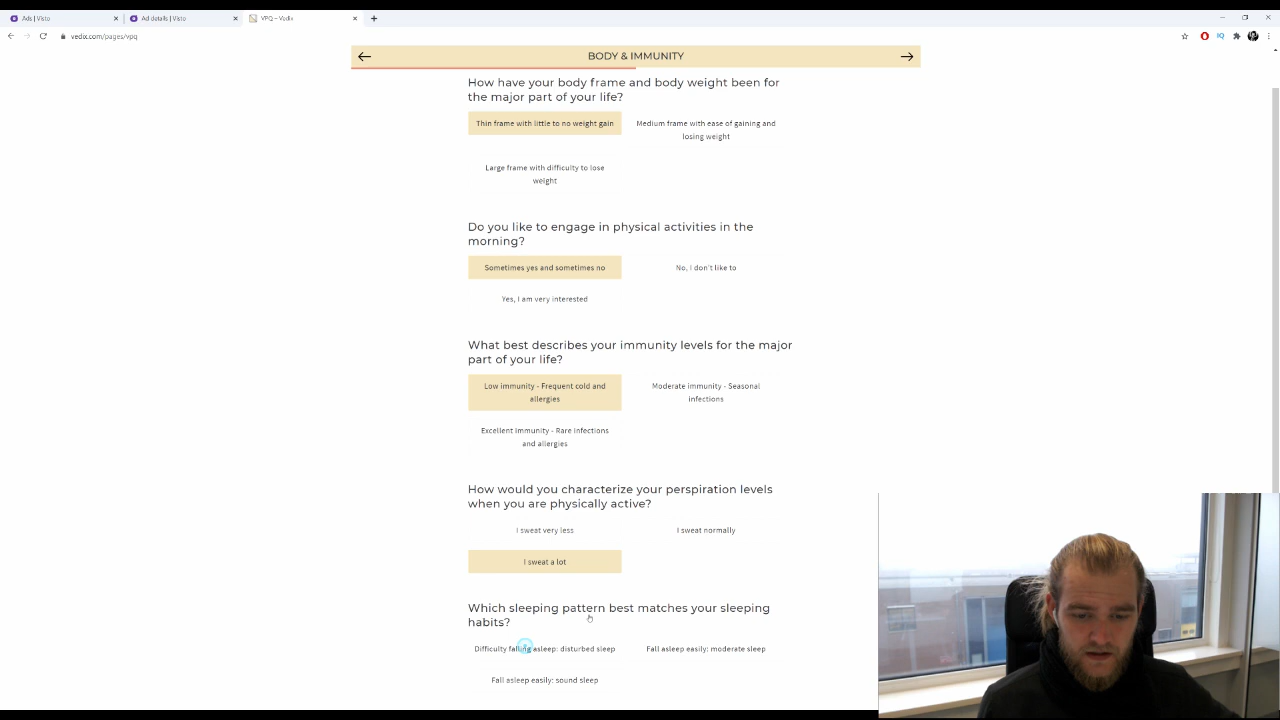 Ads | Visto
Ad details | Visto
VPQ – Vedix
vedix.com/pages/vpq
BODY & IMMUNITY
How have your body frame and body weight been for
the major part of your life?
Thin frame with little to no weight gain
Medium frame with ease of gaining and
losing weight
Large frame with difficulty to lose
weight
Do you like to engage in physical activities in the
morning?
Sometimes yes and sometimes no
No, I don't like to
Yes, I am very interested
What best describes your immunity levels for the major
part of your life?
Low immunity - Frequent cold and
allergies
Moderate immunity - Seasonal
infections
Excellent Immunity - Rare infections
and allergies
How would you characterize your perspiration levels
when you are physically active?
I sweat very less
I sweat normally
I sweat a lot
Which sleeping pattern best matches your sleeping
habits?
Difficulty falling asleep: disturbed sleep
Fall asleep easily: moderate sleep
Fall asleep easily: sound sleep